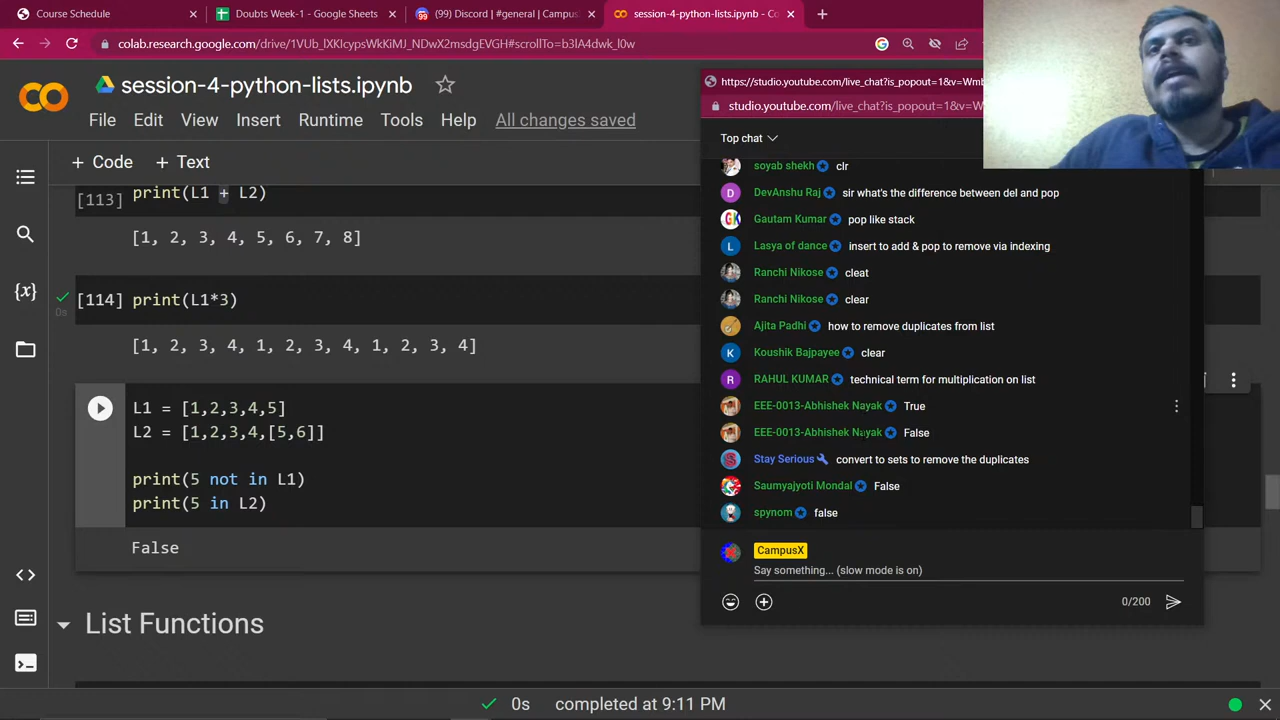 Course Schedule
Doubts Week-1 - Google Sheets
(99) Discord | #general | Campus
session-4-python-lists.ipynb - Co
colab.research.google.com/drive/1VUb_lXKIcypsWkKiMJ_NDwX2msdgEVGH#scrollTo=b3lA4dwk_l0w
session-4-python-lists.ipynb
File Edit View Insert Runtime Tools Help All changes saved
+ Code + Text
[113] print(L1 + L2)
[1, 2, 3, 4, 5, 6, 7, 8]
[114] print(L1*3)
0s
[1, 2, 3, 4, 1, 2, 3, 4, 1, 2, 3, 4]
L1 = [1,2,3,4,5]
L2 = [1,2,3,4,[5,6]]
print(5 not in L1)
print(5 in L2)
False
List Functions
https://studio.youtube.com/live_chat?is_popout=1&v=Wm
studio.youtube.com/live_chat?is_popout=1&v=W
Top chat
soyab shekh clr
DevAnshu Raj sir what's the difference between del and pop
Gautam Kumar pop like stack
Lasya of dance insert to add & pop to remove via indexing
Ranchi Nikose cleat
Ranchi Nikose clear
Ajita Padhi how to remove duplicates from list
Koushik Bajpayee clear
RAHUL KUMAR technical term for multiplication on list
EEE-0013-Abhishek Nayak True
EEE-0013-Abhishek Nayak False
Stay Serious convert to sets to remove the duplicates
Saumyajyoti Mondal False
spynom false
CampusX
Say something... (slow mode is on)
0/200
0s completed at 9:11 PM